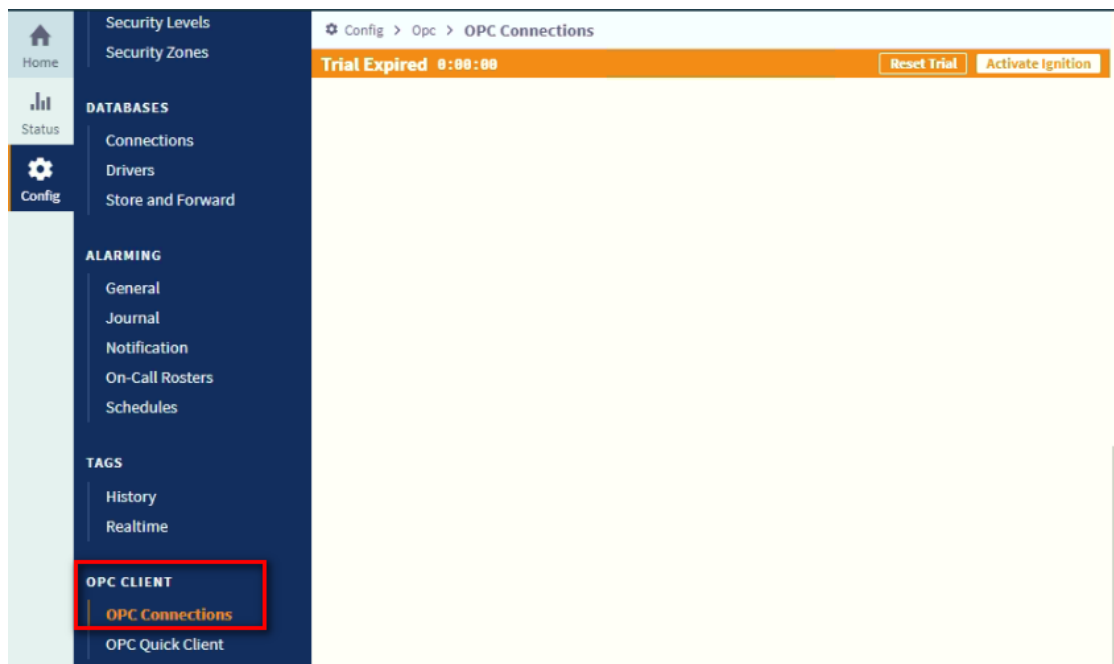 Home
Status
Config
Security Levels
Security Zones
DATABASES
Connections
Drivers
Store and Forward
ALARMING
General
Journal
Notification
On-Call Rosters
Schedules
TAGS
History
Realtime
OPC CLIENT
OPC Connections
OPC Quick Client
Config > Opc > OPC Connections
Trial Expired 0:00:00 Reset Trial Activate Ignition